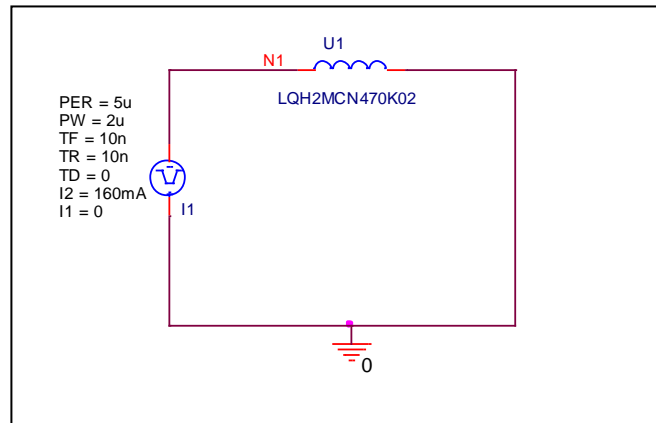 U1
N1
LQH2MCN470K02
PER = 5u
PW = 2u
TF = 10n
TR = 10n
TD = 0
I2 = 160mA
I1 = 0
I1
0